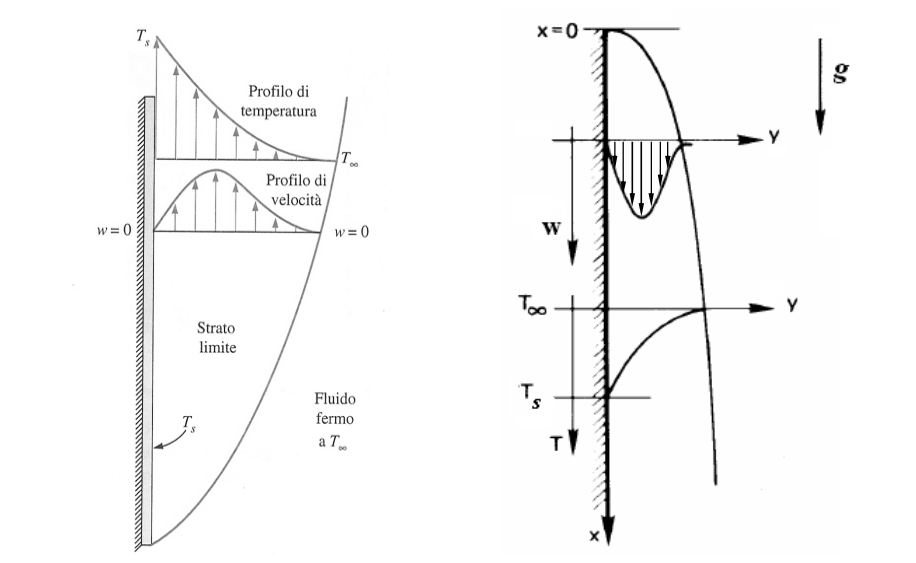 T_s
Profilo di
temperatura
T_∞
Profilo di
velocità
w = 0
w = 0
Strato
limite
T_s
Fluido
fermo
a T_∞
x=0
g
y
w
T_∞
y
T_s
T
x